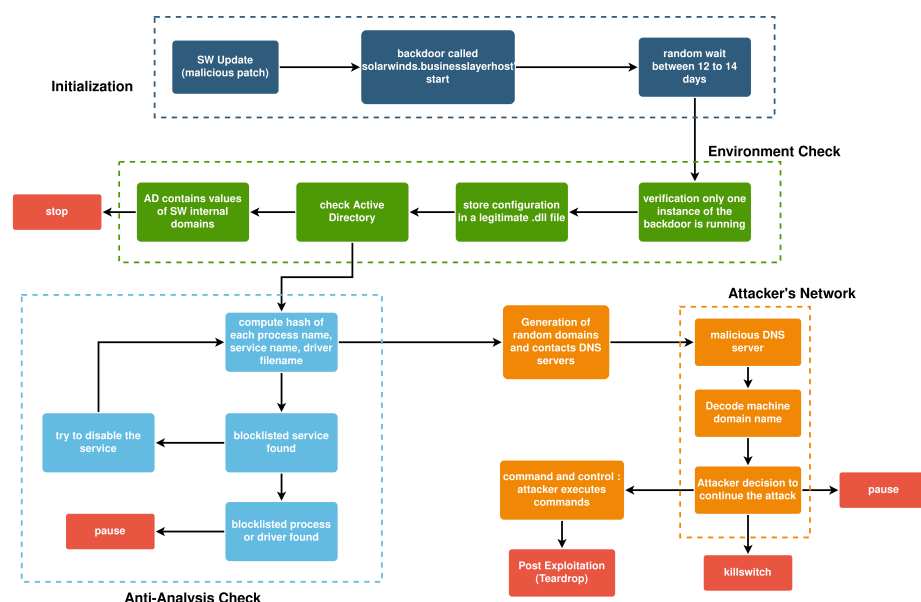 SW Update
(malicious patch)
backdoor called
'solarwinds.businesslayerhost'
start
random wait
between 12 to 14
days
Initialization
Environment Check
stop
AD contains values
of SW internal
domains
check Active
Directory
store configuration
in a legitimate .dll file
verification only one
instance of the
backdoor is running
Attacker's Network
compute hash of
each process name,
service name, driver
filename
Generation of
random domains
and contacts DNS
servers
malicious DNS
server
Decode machine
domain name
try to disable the
service
blocklisted service
found
command and control :
attacker executes
commands
Attacker decision to
continue the attack
pause
pause
blocklisted process
or driver found
Post Exploitation
(Teardrop)
killswitch
Anti-Analysis Check